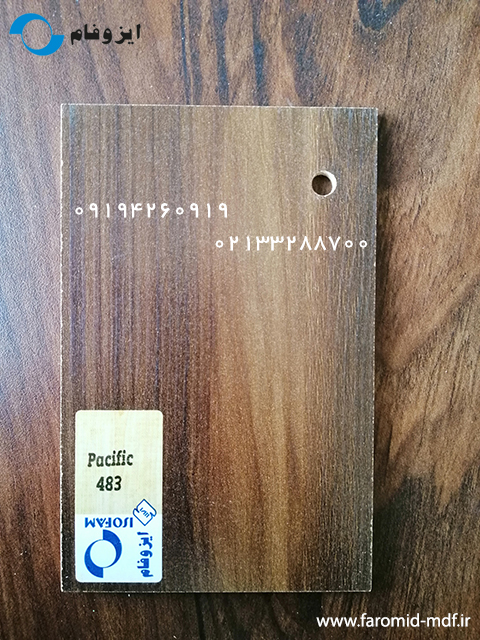 ایزوفام
۰۹۱۹۴۲۶۰۹۱۹
۰۲۱۳۳۲۸۸۷۰۰
Pacific
483
ISOFAM
ایزوفام
www.faromid-mdf.ir